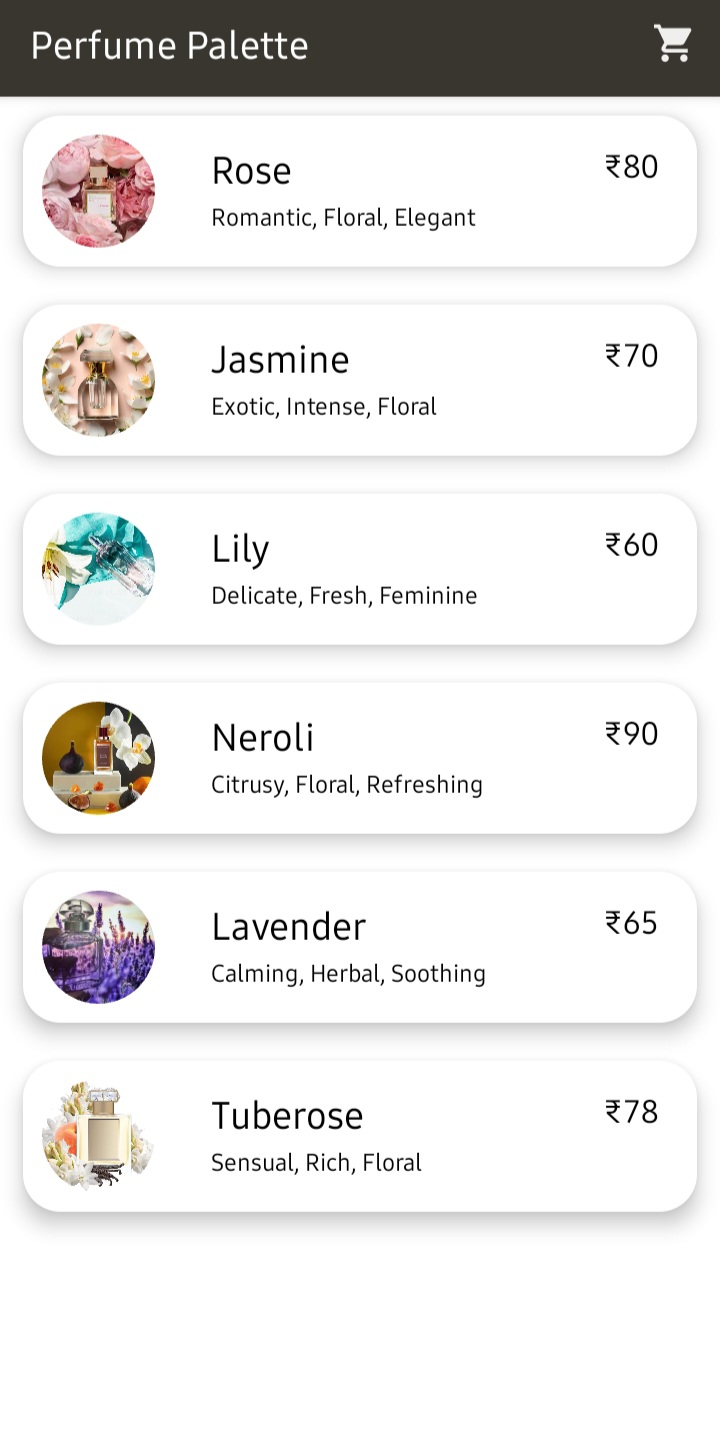 Perfume Palette
Rose
₹80
Romantic, Floral, Elegant
Jasmine
₹70
Exotic, Intense, Floral
Lily
₹60
Delicate, Fresh, Feminine
Neroli
₹90
Citrusy, Floral, Refreshing
Lavender
₹65
Calming, Herbal, Soothing
Tuberose
₹78
Sensual, Rich, Floral